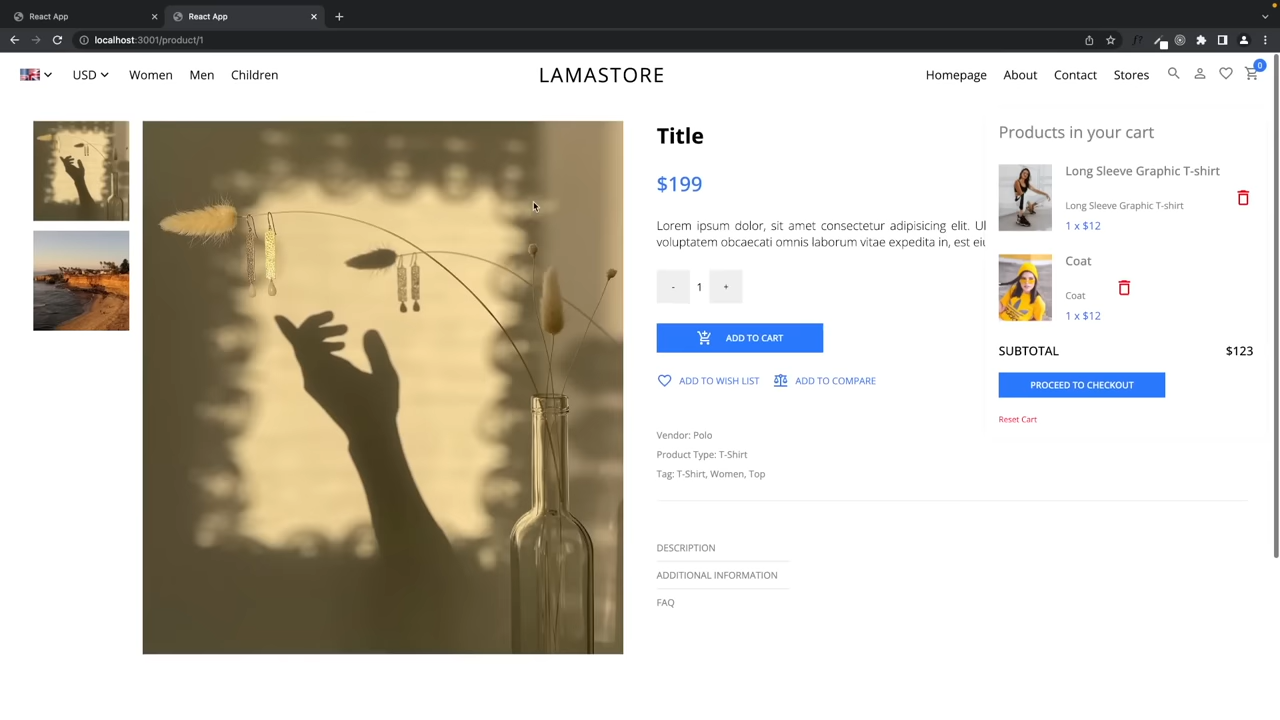 React App
React App
localhost:3001/product/1
USD
Women
Men
Children
LAMASTORE
Homepage
About
Contact
Stores
0
Title
$199
Lorem ipsum dolor, sit amet consectetur adipisicing elit. Ul
voluptatem obcaecati omnis laborum vitae expedita in, est eiu
-
1
+
ADD TO CART
ADD TO WISH LIST
ADD TO COMPARE
Vendor: Polo
Product Type: T-Shirt
Tag: T-Shirt, Women, Top
DESCRIPTION
ADDITIONAL INFORMATION
FAQ
Products in your cart
Long Sleeve Graphic T-shirt
Long Sleeve Graphic T-shirt
1 x $12
Coat
Coat
1 x $12
SUBTOTAL
$123
PROCEED TO CHECKOUT
Reset Cart